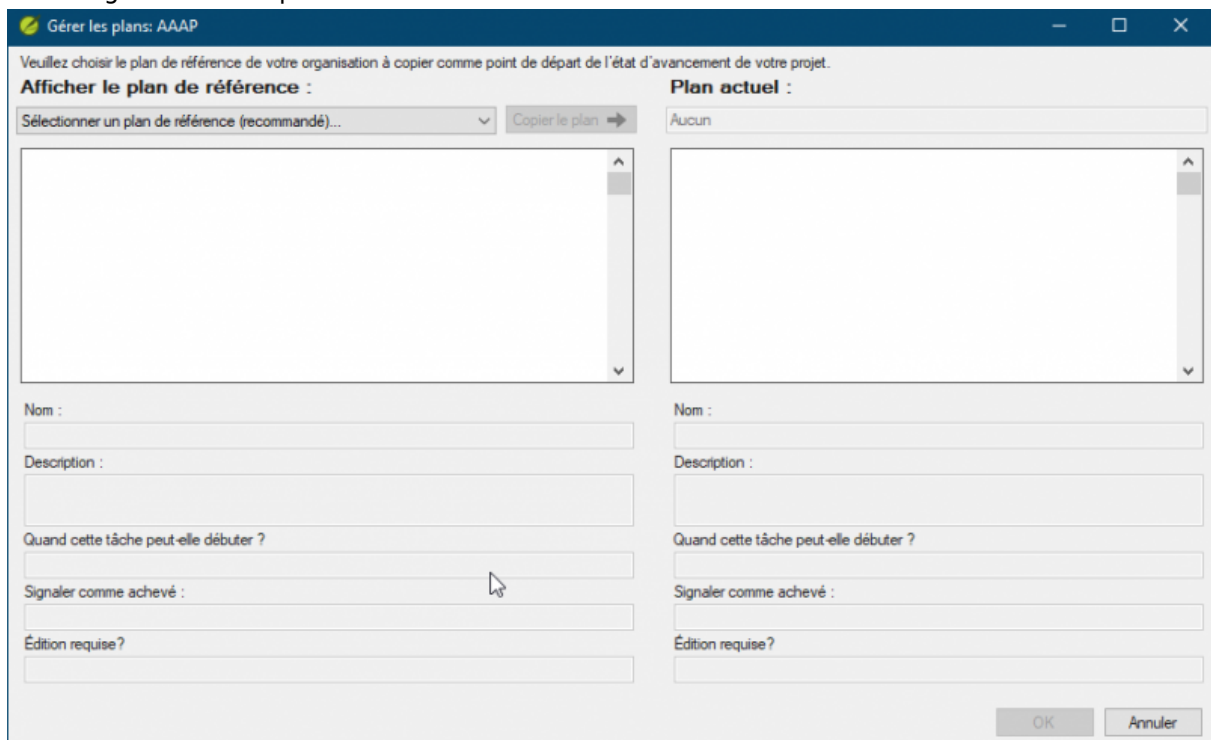 Gérer les plans: AAAP
Veuillez choisir le plan de référence de votre organisation à copier comme point de départ de l'état d'avancement de votre projet.
Afficher le plan de référence :
Plan actuel :
Sélectionner un plan de référence (recommandé)...
Copier le plan
Aucun
Nom :
Nom :
Description :
Description :
Quand cette tâche peut-elle débuter ?
Quand cette tâche peut-elle débuter ?
Signaler comme achevé :
Signaler comme achevé :
Édition requise?
Édition requise?
OK
Annuler